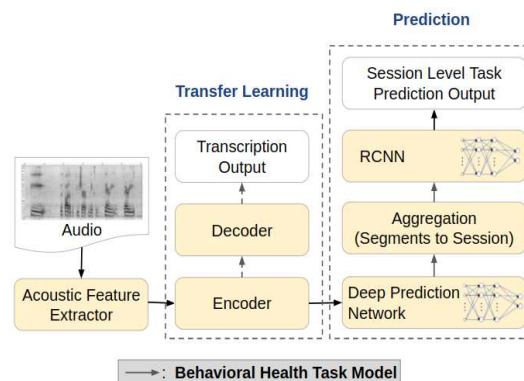 Prediction
Session Level Task
Prediction Output
Transfer Learning
Transcription
Output
RCNN
Audio
Decoder
Aggregation
(Segments to Session)
Acoustic Feature
Extractor
Encoder
Deep Prediction
Network
: Behavioral Health Task Model